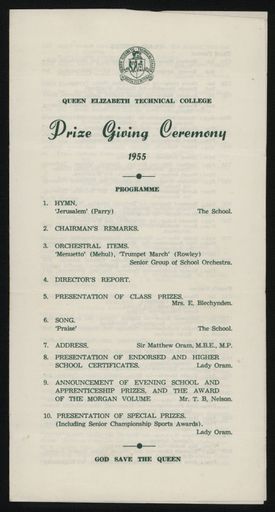 QUEEN ELIZABETH TECHNICAL COLLEGE
Prize Giving Ceremony
1955
PROGRAMME
1. HYMN,
'Jerusalem' (Parry) The School.
2. CHAIRMAN'S REMARKS.
3. ORCHESTRAL ITEMS.
'Menuetto' (Mehul), 'Trumpet March' (Rowley)
Senior Group of School Orchestra.
4. DIRECTOR'S REPORT.
5. PRESENTATION OF CLASS PRIZES.
Mrs. E. Blechynden.
6. SONG.
'Praise' The School.
7. ADDRESS. Sir Matthew Oram, M.B.E., M.P.
8. PRESENTATION OF ENDORSED AND HIGHER
SCHOOL CERTIFICATES. Lady Oram.
9. ANNOUNCEMENT OF EVENING SCHOOL AND
APPRENTICESHIP PRIZES, AND THE AWARD
OF THE MORGAN VOLUME Mr. T. B. Nelson.
10. PRESENTATION OF SPECIAL PRIZES.
(Including Senior Championship Sports Awards).
Lady Oram.
GOD SAVE THE QUEEN